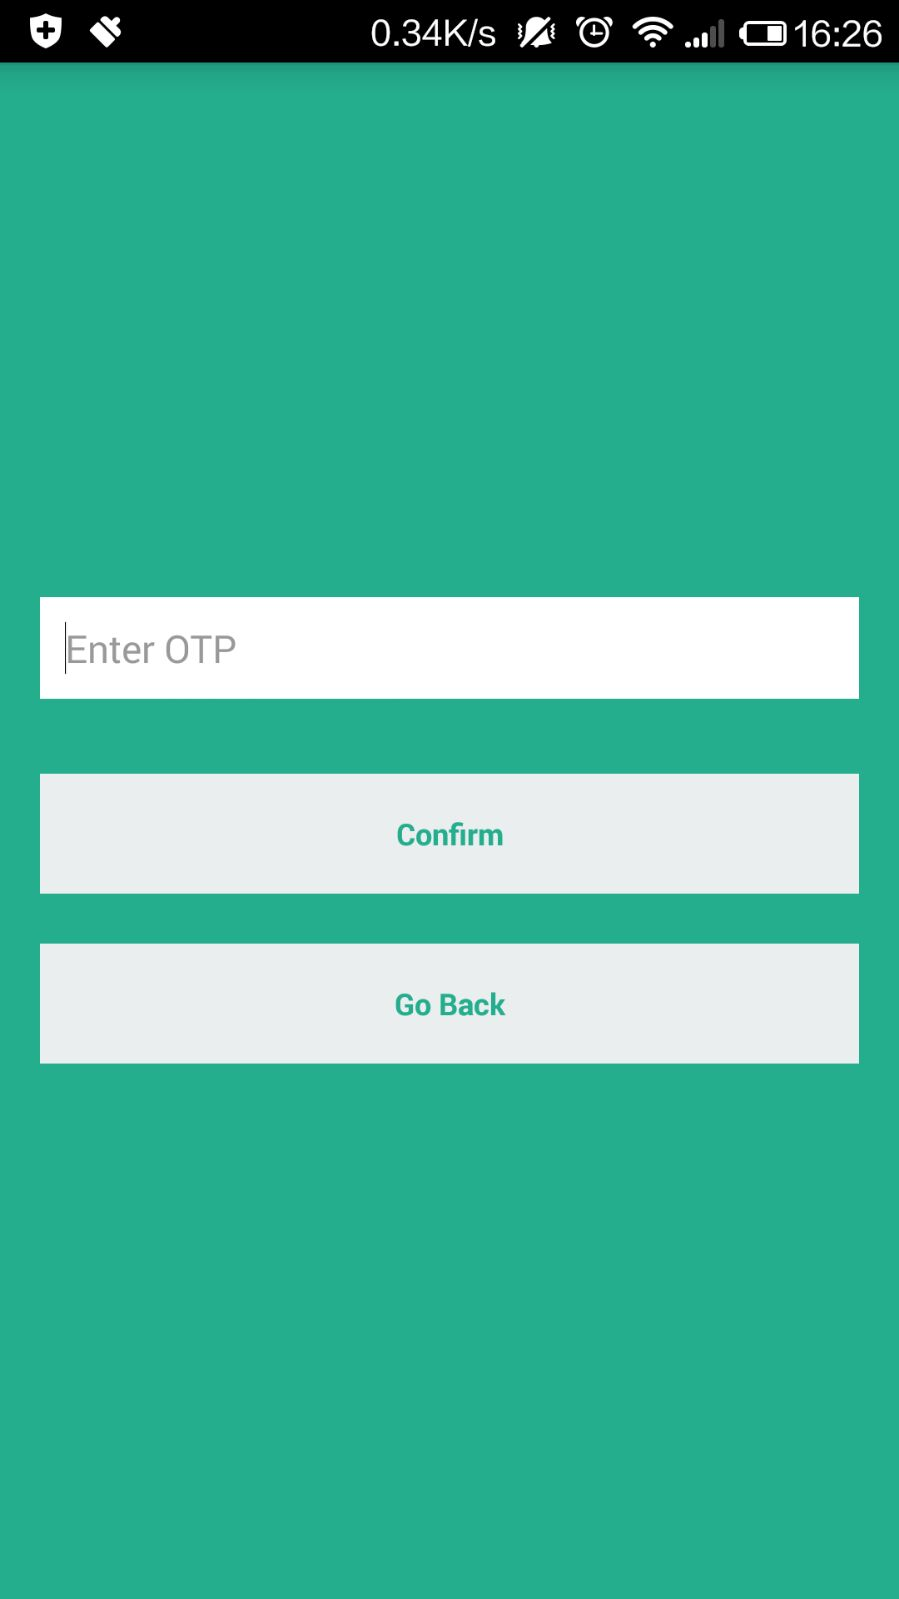 0.34K/s 16:26
Enter OTP
Confirm
Go Back